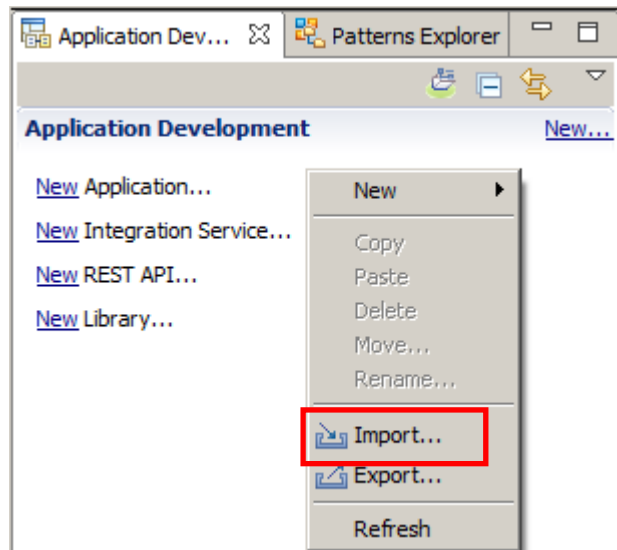 Application Dev... Patterns Explorer
Application Development New...
New Application...
New Integration Service...
New REST API...
New Library...
New
Copy
Paste
Delete
Move...
Rename...
Import...
Export...
Refresh